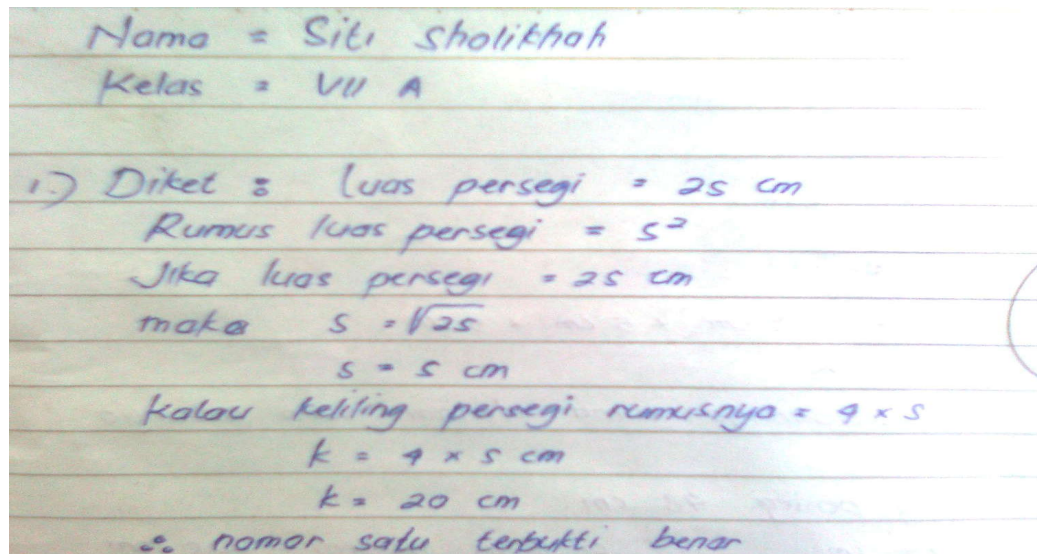 Nama = Siti Sholikhah
Kelas = VII A
1.) Diket : luas persegi = 25 cm
Rumus luas persegi = s²
Jika luas persegi = 25 cm
maka s = √25
s = 5 cm
Kalau keliling persegi rumusnya = 4 × s
k = 4 × 5 cm
k = 20 cm
∴ nomor satu terbukti benar